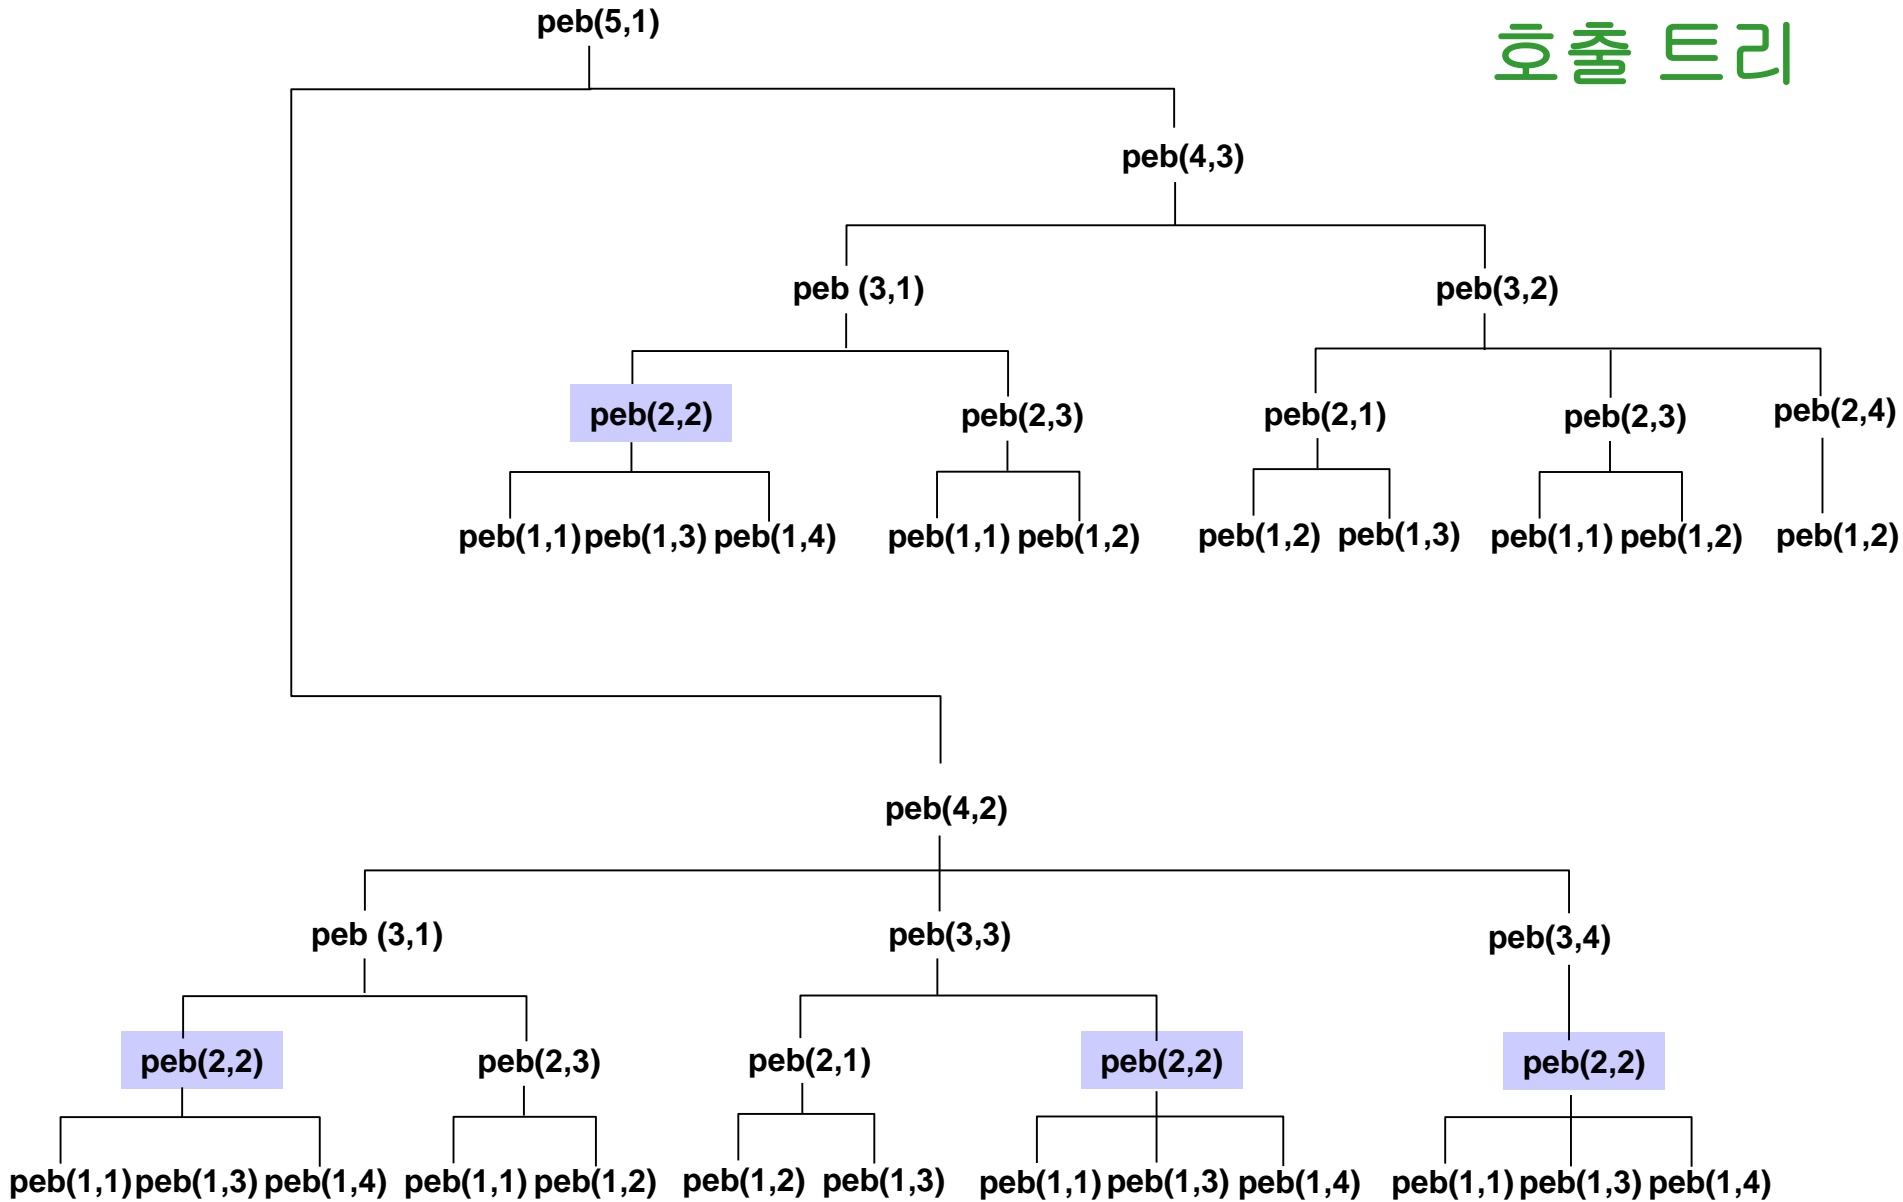 peb(5,1)
호출 트리
peb(4,3)
peb (3,1)
peb(3,2)
peb(2,2)
peb(2,3)
peb(2,1)
peb(2,3)
peb(2,4)
peb(1,1) peb(1,3) peb(1,4)
peb(1,1) peb(1,2)
peb(1,2) peb(1,3)
peb(1,1) peb(1,2)
peb(1,2)
peb(4,2)
peb (3,1)
peb(3,3)
peb(3,4)
peb(2,2)
peb(2,3)
peb(2,1)
peb(2,2)
peb(2,2)
peb(1,1) peb(1,3) peb(1,4)
peb(1,1) peb(1,2)
peb(1,2) peb(1,3)
peb(1,1) peb(1,3) peb(1,4)
peb(1,1) peb(1,3) peb(1,4)